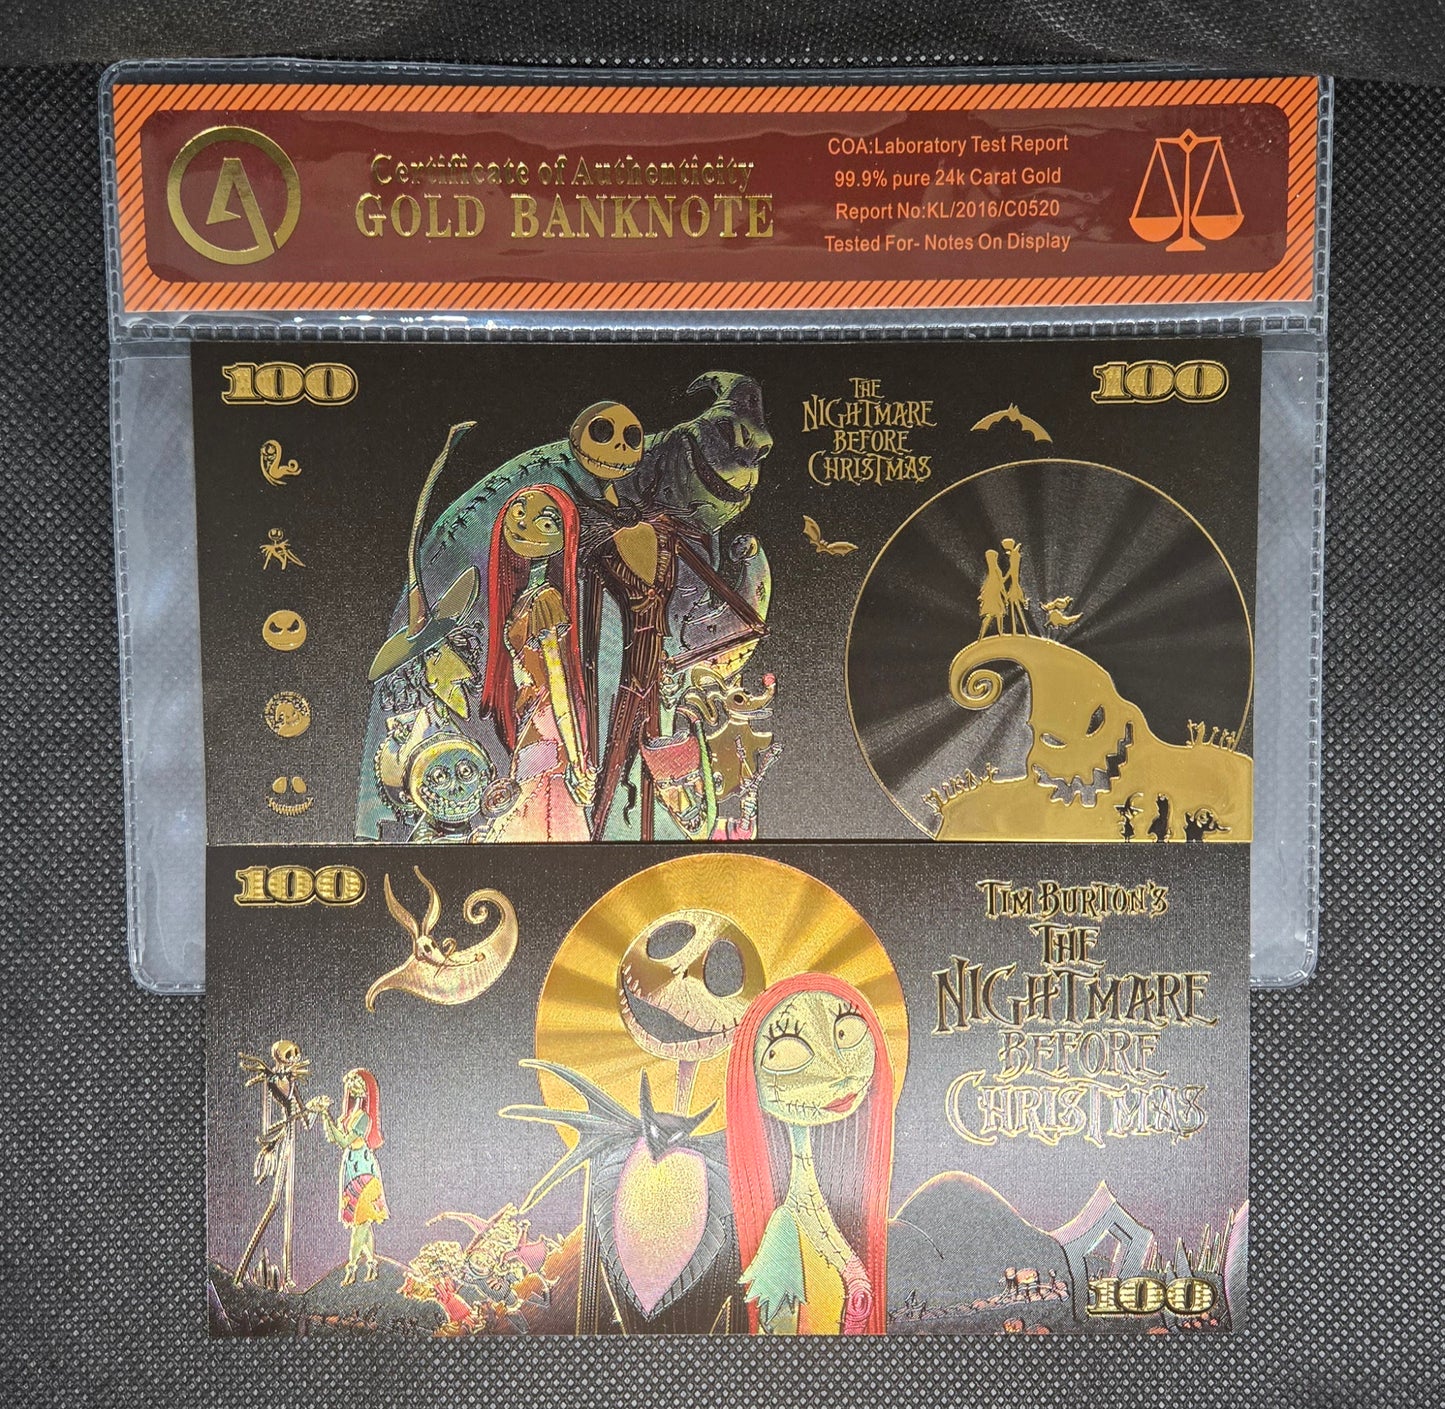 Certificate of Authenticity
GOLD BANKNOTE
COA:Laboratory Test Report
99.9% pure 24k Carat Gold
Report No:KL/2016/C0520
Tested For- Notes On Display
100
THE
NIGHTMARE
BEFORE
CHRISTMAS
100
100
TIM BURTON'S
THE
NIGHTMARE
BEFORE
CHRISTMAS
100